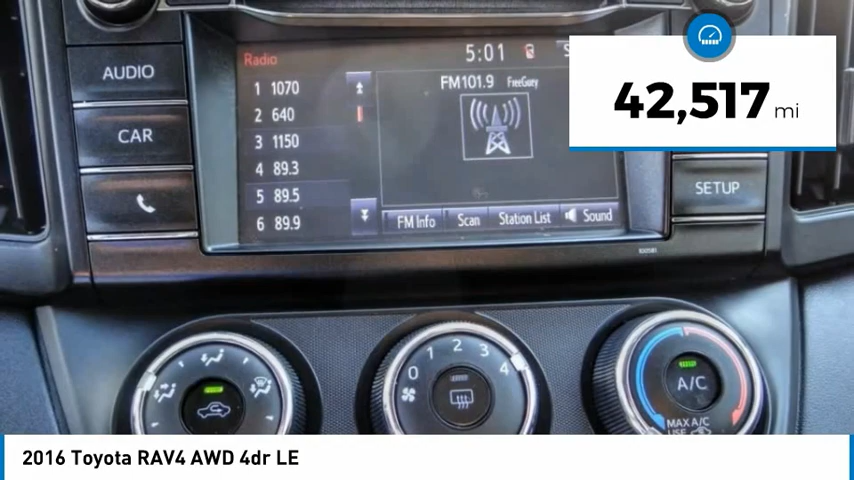 Radio
5:01
42,517 mi
AUDIO
CAR
1 1070
2 640
3 1150
4 89.3
5 89.5
6 89.9
FM101.9
FM Info
Scan
Station List
Sound
SETUP
0 1 2 3 4
A/C
MAX A/C
USE
2016 Toyota RAV4 AWD 4dr LE